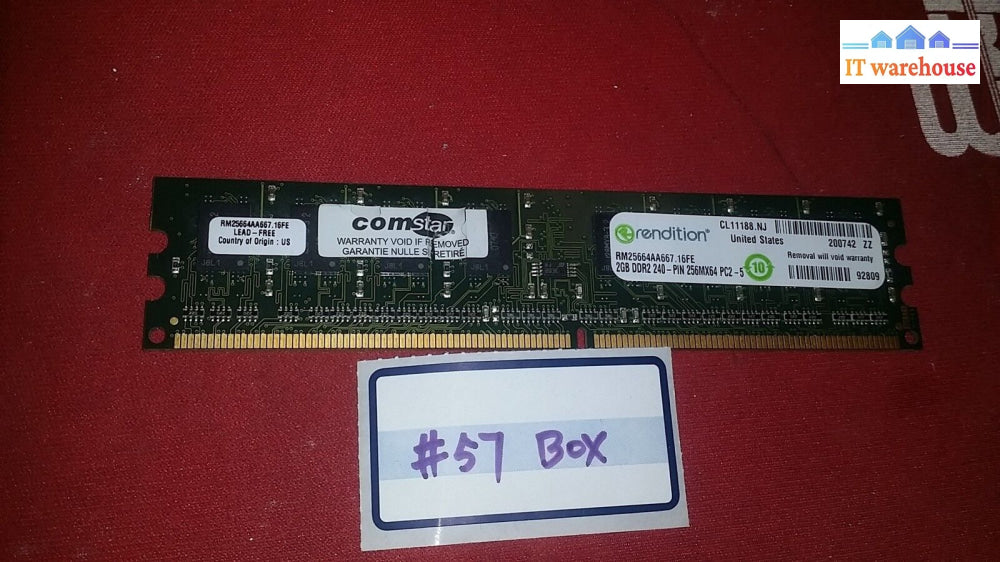 IT warehouse
RM25664AA667.16FE
LEAD-FREE
Country of Origin : US
comstar
WARRANTY VOID IF REMOVED
GARANTIE NULLE SI RETIRE
rendition®
CL11188.NJ
United States
200742 ZZ
RM25664AA667.16FE
Removal will void warranty
2GB DDR2 240-PIN 256MX64 PC2-5
10
92809
#57 BOX